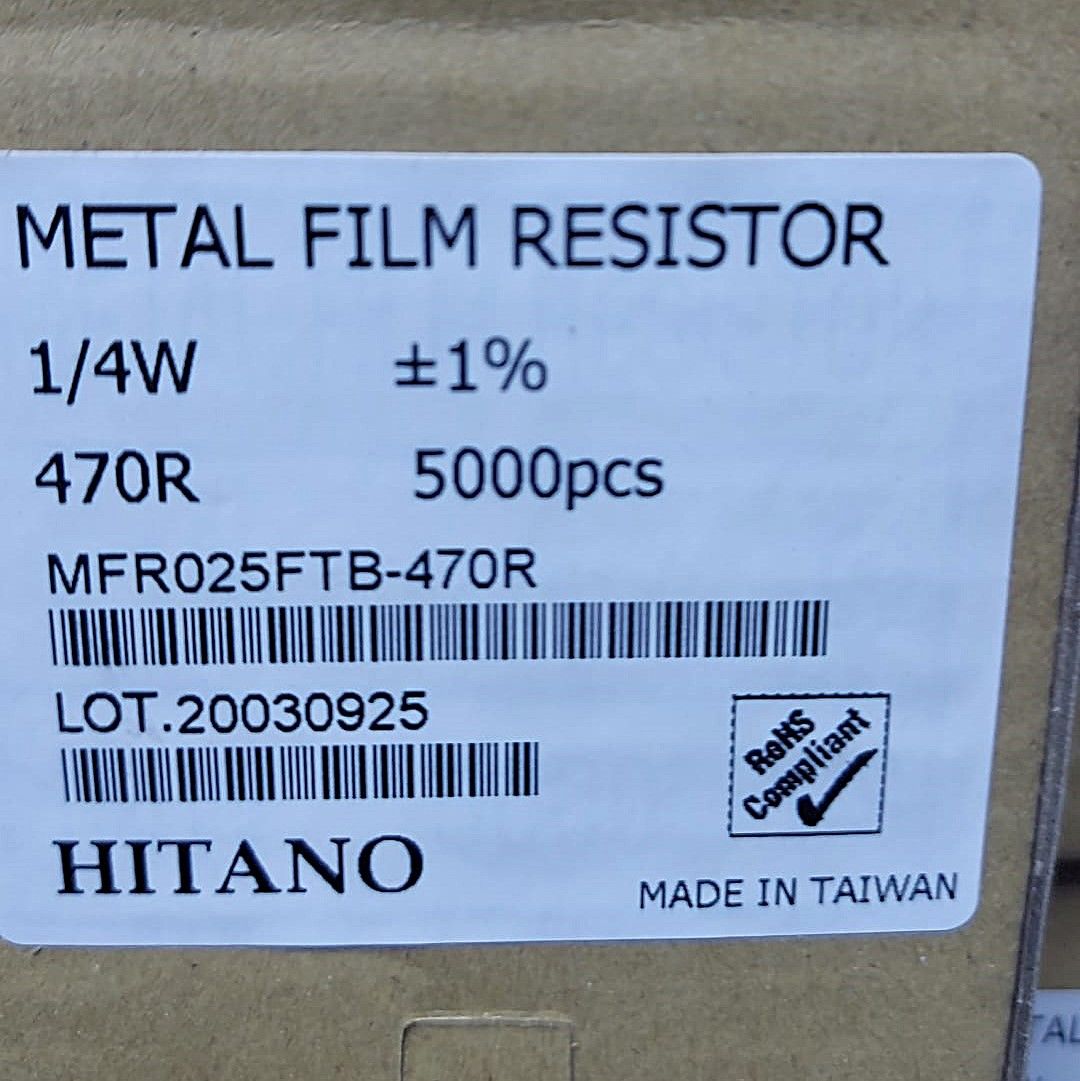 METAL FILM RESISTOR
1/4W ±1%
470R 5000pcs
MFR025FTB-470R
LOT.20030925
RoHS
Compliant
HITANO
MADE IN TAIWAN